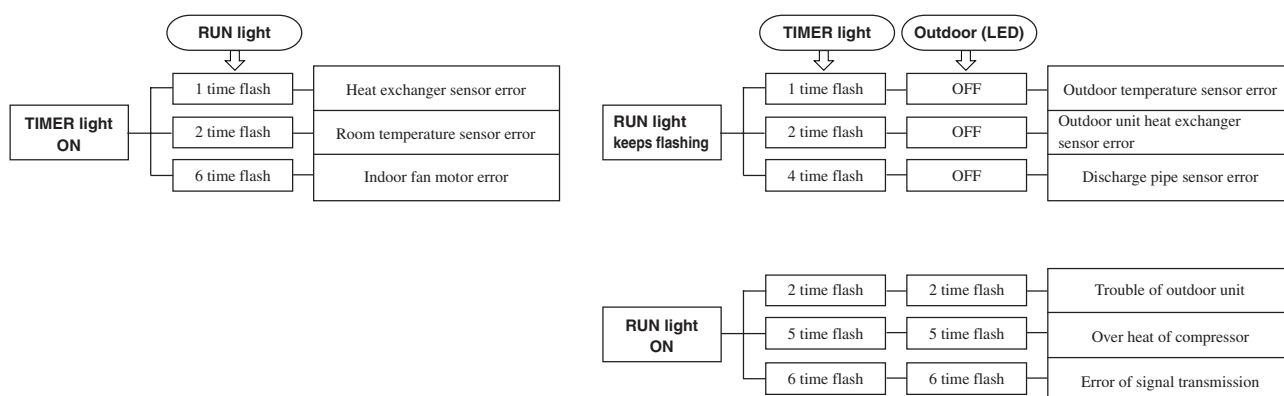 RUN light
TIMER light
ON
1 time flash
Heat exchanger sensor error
2 time flash
Room temperature sensor error
6 time flash
Indoor fan motor error
TIMER light
Outdoor (LED)
RUN light
keeps flashing
1 time flash
OFF
Outdoor temperature sensor error
2 time flash
OFF
Outdoor unit heat exchanger
sensor error
4 time flash
OFF
Discharge pipe sensor error
RUN light
ON
2 time flash
2 time flash
Trouble of outdoor unit
5 time flash
5 time flash
Over heat of compressor
6 time flash
6 time flash
Error of signal transmission